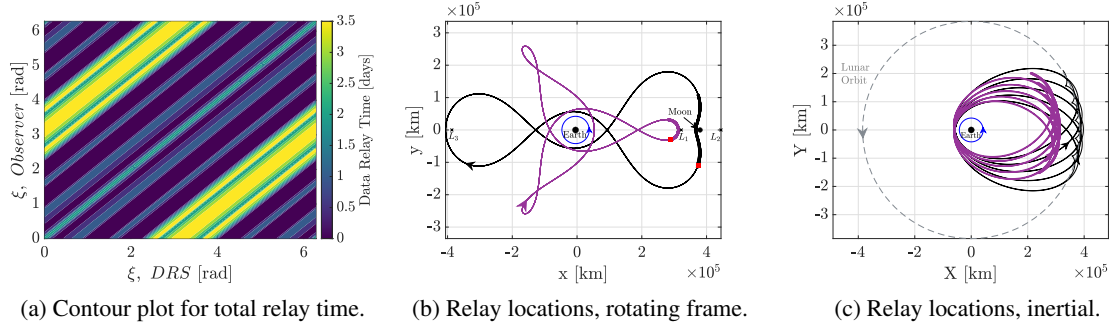 6
5
4
3
2
1
0
ξ, Observer [rad]
0
2
4
6
ξ, DRS [rad]
3.5
3
2.5
2
1.5
1
0.5
0
Data Relay Time [days]
×10⁵
3
2
1
0
-1
-2
-3
y [km]
-4
-2
0
2
4
x [km]
×10⁵
L₃
Earth
Moon
L₁
L₂
×10⁵
3
2
1
0
-1
-2
-3
Y [km]
-4
-2
0
2
4
X [km]
×10⁵
Lunar
Orbit
Earth
(a) Contour plot for total relay time.
(b) Relay locations, rotating frame.
(c) Relay locations, inertial.